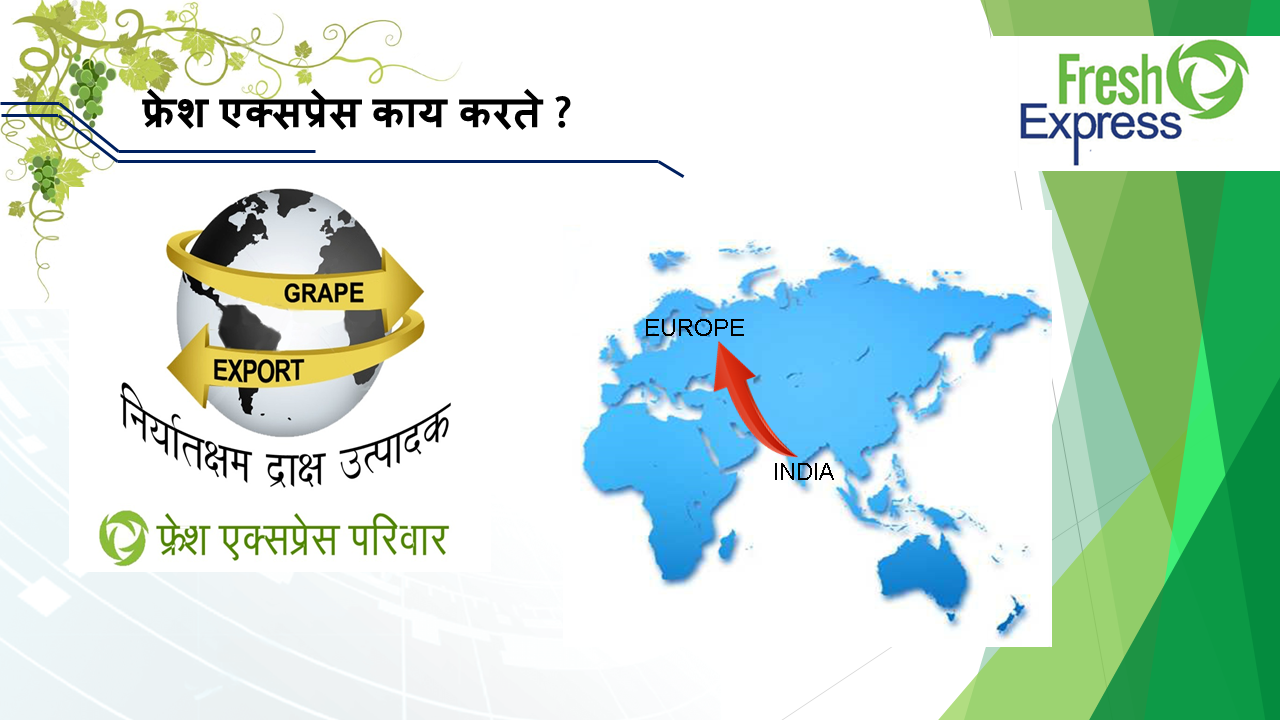 फ्रेश एक्सप्रेस काय करते ?
Fresh
Express
GRAPE
EXPORT
निर्यातक्षम द्राक्ष उत्पादक
फ्रेश एक्सप्रेस परिवार
EUROPE
INDIA